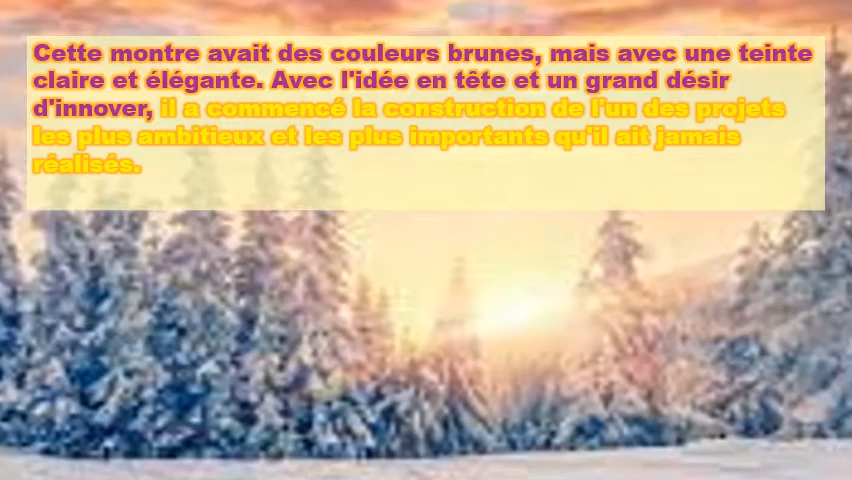 Cette montre avait des couleurs brunes, mais avec une teinte
claire et élégante. Avec l'idée en tête et un grand désir
d'innover, il a commencé la construction de l'un des projets
les plus ambitieux et les plus importants qu'il ait jamais
réalisés.